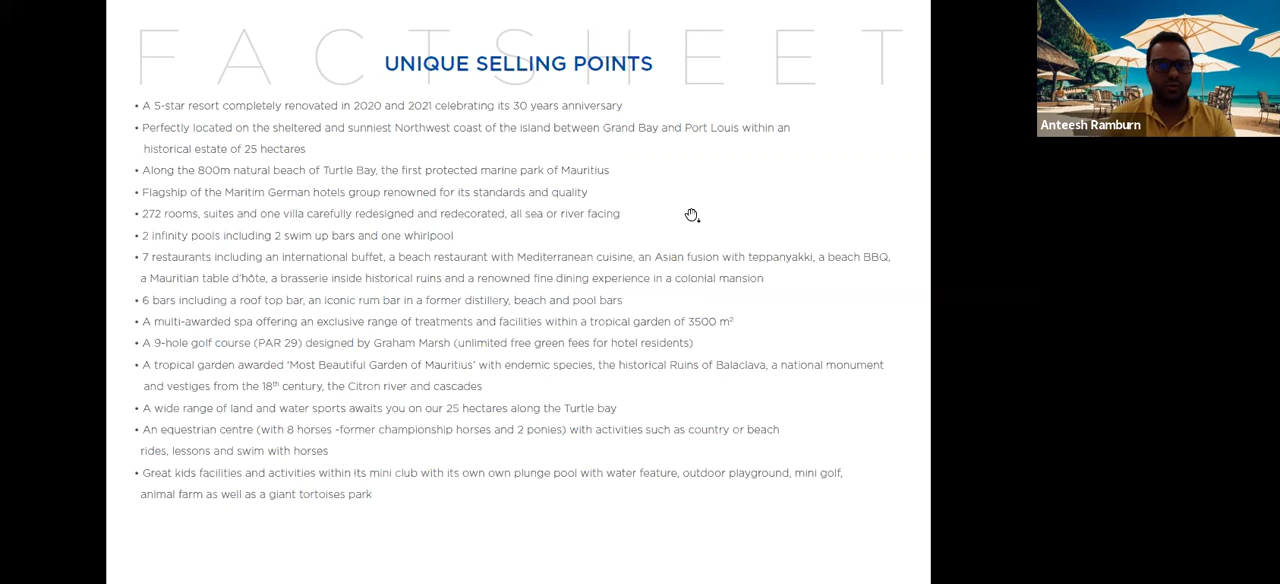 FACTSHEET
UNIQUE SELLING POINTS
• A 5-star resort completely renovated in 2020 and 2021 celebrating its 30 years anniversary
• Perfectly located on the sheltered and sunniest Northwest coast of the island between Grand Bay and Port Louis within an
historical estate of 25 hectares
• Along the 800m natural beach of Turtle Bay, the first protected marine park of Mauritius
• Flagship of the Maritim German hotels group renowned for its standards and quality
• 272 rooms, suites and one villa carefully redesigned and redecorated, all sea or river facing
• 2 infinity pools including 2 swim up bars and one whirlpool
• 7 restaurants including an international buffet, a beach restaurant with Mediterranean cuisine, an Asian fusion with teppanyakki, a beach BBQ,
a Mauritian table d'hôte, a brasserie inside historical ruins and a renowned fine dining experience in a colonial mansion
• 6 bars including a roof top bar, an iconic rum bar in a former distillery, beach and pool bars
• A multi-awarded spa offering an exclusive range of treatments and facilities within a tropical garden of 3500 m²
• A 9-hole golf course (PAR 29) designed by Graham Marsh (unlimited free green fees for hotel residents)
• A tropical garden awarded 'Most Beautiful Garden of Mauritius' with endemic species, the historical Ruins of Balaclava, a national monument
and vestiges from the 18th century, the Citron river and cascades
• A wide range of land and water sports awaits you on our 25 hectares along the Turtle bay
• An equestrian centre (with 8 horses -former championship horses and 2 ponies) with activities such as country or beach
rides, lessons and swim with horses
• Great kids facilities and activities within its mini club with its own own plunge pool with water feature, outdoor playground, mini golf,
animal farm as well as a giant tortoises park
Anteesh Ramburn